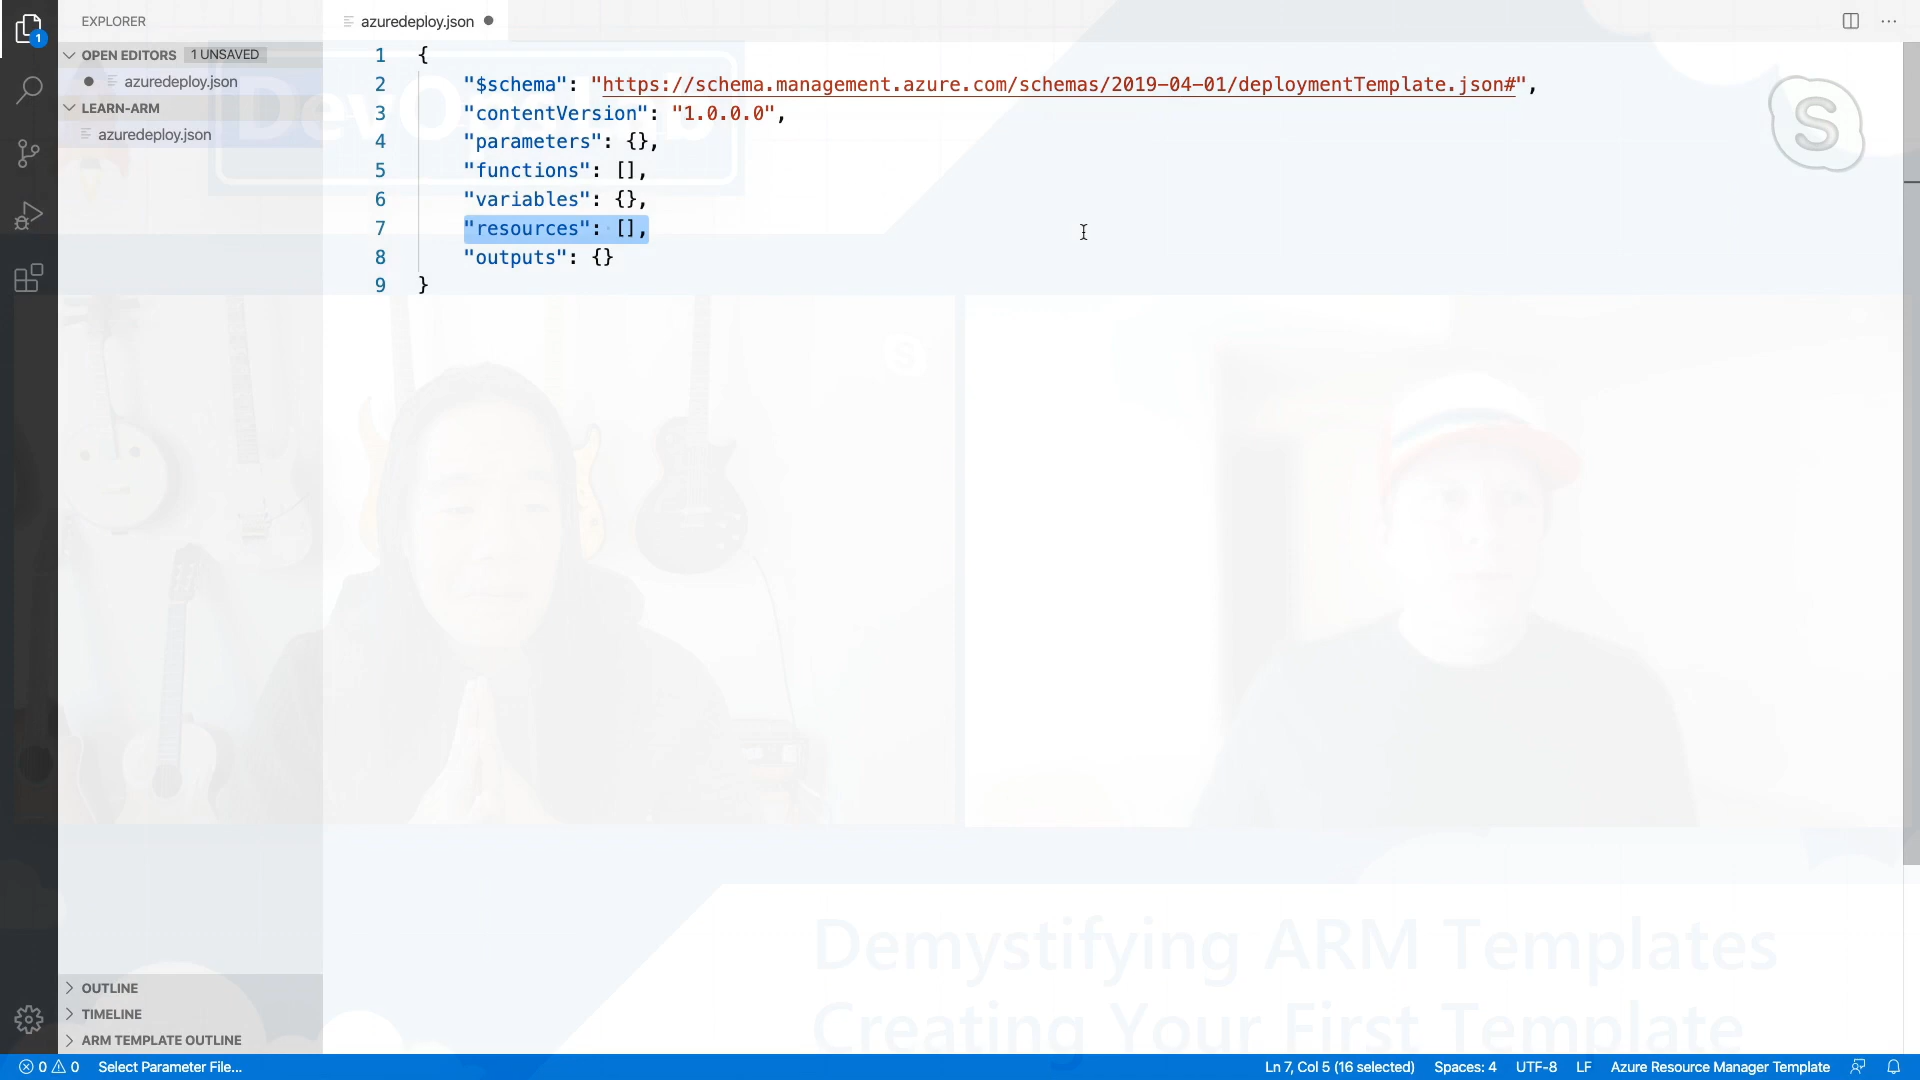 EXPLORER
azuredeploy.json
OPEN EDITORS 1 UNSAVED
azuredeploy.json
LEARN-ARM
azuredeploy.json
1 {
2 "$schema": "https://schema.management.azure.com/schemas/2019-04-01/deploymentTemplate.json#",
3 "contentVersion": "1.0.0.0",
4 "parameters": {},
5 "functions": [],
6 "variables": {},
7 "resources": [],
8 "outputs": {}
9 }
1
S
Demystifying ARM Templates
Creating Your First Template
OUTLINE
TIMELINE
ARM TEMPLATE OUTLINE
0 0 Select Parameter File... Ln 7, Col 5 (16 selected) Spaces: 4 UTF-8 LF Azure Resource Manager Template